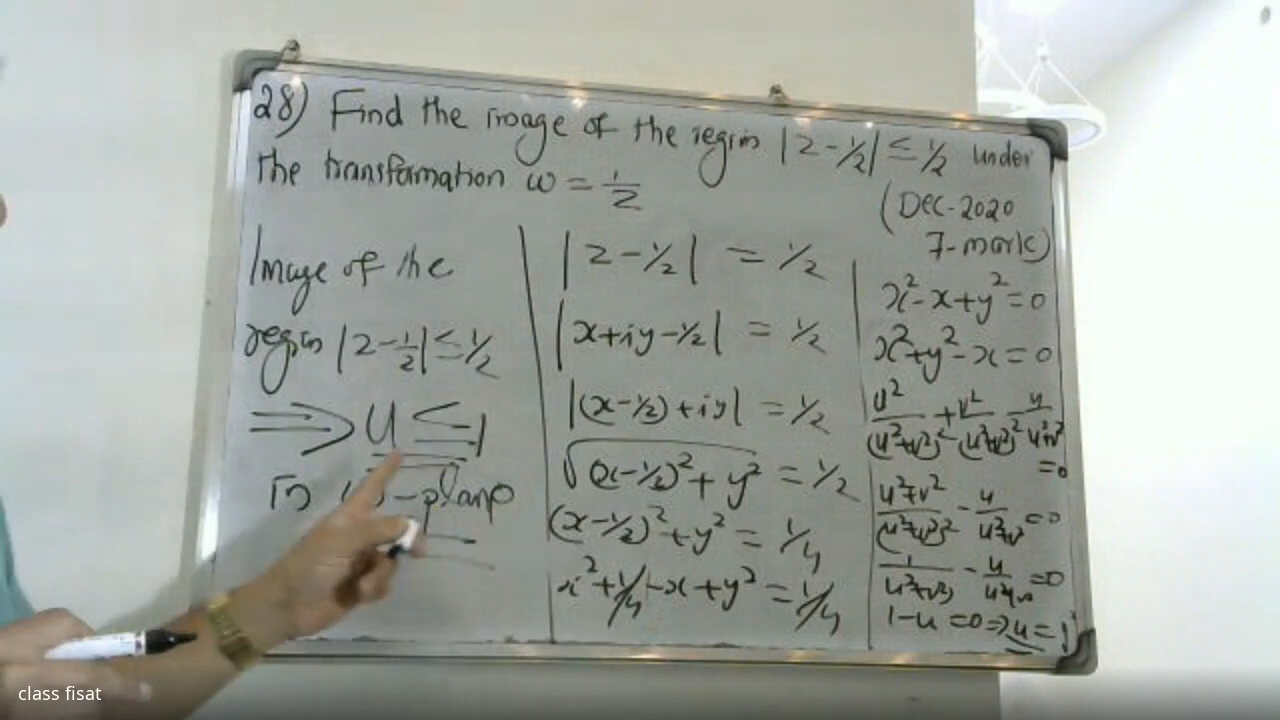 28) Find the image of the region |z-1/2| ≤ 1/2 under
the transformation w = 1/z
(Dec-2020
7-mark)
Image of the
region |z-1/2| ≤ 1/2
⇒ u ≤ 1
In w-plane
|z-1/2| = 1/2
|x+iy-1/2| = 1/2
|(x-1/2)+iy| = 1/2
√(x-1/2)²+y² = 1/2
(x-1/2)²+y² = 1/4
x²+1/4-x+y² = 1/4
x²-x+y²=0
x²+y²-x=0
u²/(u²+v²)² + v²/(u²+v²)² - u/u²+v²
=0
u²+v²/(u²+v²)² - u/u²+v² =0
1/u²+v² - u/u²+v² =0
1-u=0⇒u=1
class fisat